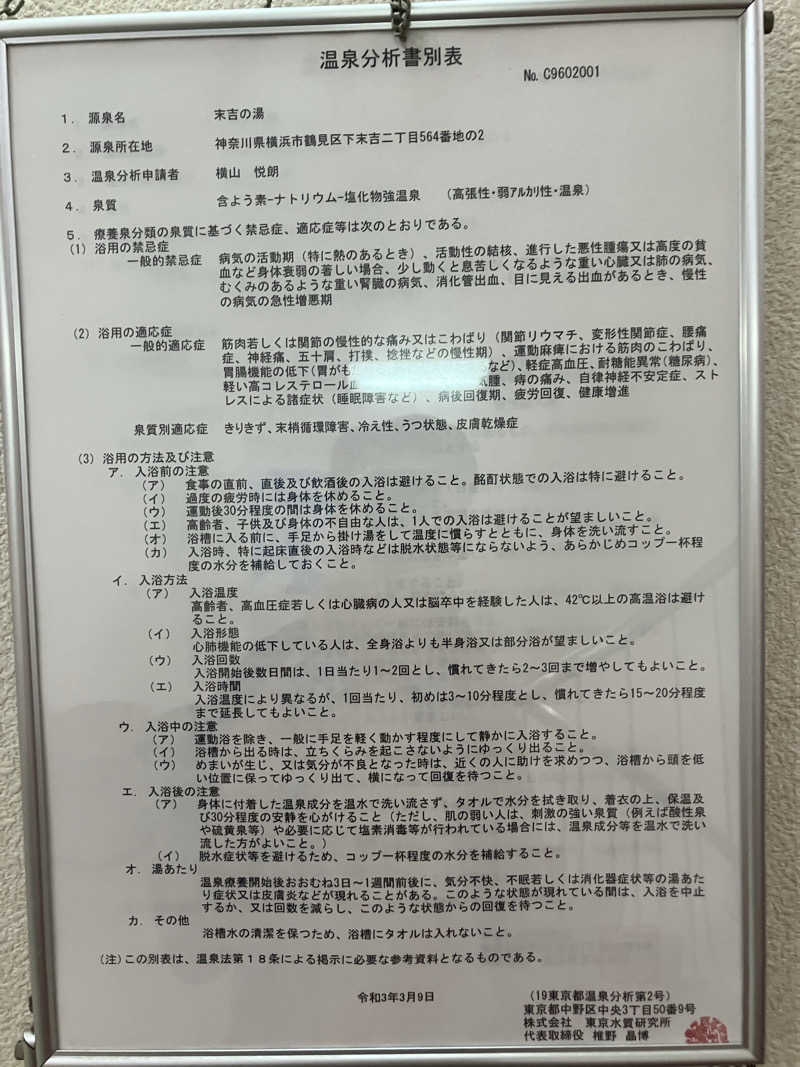 温泉分析書別表
No. C9602001
1. 源泉名 末吉の湯
2. 源泉所在地 神奈川県横浜市鶴見区下末吉二丁目564番地の2
3. 温泉分析申請者 横山 悦朗
4. 泉質 含よう素-ナトリウム-塩化物強温泉 (高張性・弱アルカリ性・温泉)
5. 療養泉分類の泉質に基づく禁忌症、適応症等は次のとおりである。
(1) 浴用の禁忌症
一般的禁忌症 病気の活動期(特に熱のあるとき)、活動性の結核、進行した悪性腫瘍又は高度の貧
血など身体衰弱の著しい場合、少し動くと息苦しくなるような重い心臓又は肺の病気、
むくみのあるような重い腎臓の病気、消化管出血、目に見える出血があるとき、慢性
の病気の急性増悪期
(2) 浴用の適応症
一般的適応症 筋肉若しくは関節の慢性的な痛み又はこわばり(関節リウマチ、変形性関節症、腰痛
症、神経痛、五十肩、打撲、捻挫などの慢性期)、運動麻痺における筋肉のこわばり、
胃腸機能の低下(胃がも など)、軽症高血圧、耐糖能異常(糖尿病)、
軽い高コレステロール血 気腫、痔の痛み、自律神経不安定症、スト
レスによる諸症状(睡眠障害など)、病後回復期、疲労回復、健康増進
泉質別適応症 きりきず、末梢循環障害、冷え性、うつ状態、皮膚乾燥症
(3) 浴用の方法及び注意
ア. 入浴前の注意
(ア) 食事の直前、直後及び飲酒後の入浴は避けること。酩酊状態での入浴は特に避けること。
(イ) 過度の疲労時には身体を休めること。
(ウ) 運動後30分程度の間は身体を休めること。
(エ) 高齢者、子供及び身体の不自由な人は、1人での入浴は避けることが望ましいこと。
(オ) 浴槽に入る前に、手足から掛け湯をして温度に慣らすとともに、身体を洗い流すこと。
(カ) 入浴時、特に起床直後の入浴時などは脱水状態等にならないよう、あらかじめコップ一杯程
度の水分を補給しておくこと。
イ. 入浴方法
(ア) 入浴温度
高齢者、高血圧症若しくは心臓病の人又は脳卒中を経験した人は、42℃以上の高温浴は避け
ること。
(イ) 入浴形態
心肺機能の低下している人は、全身浴よりも半身浴又は部分浴が望ましいこと。
(ウ) 入浴回数
入浴開始後数日間は、1日当たり1～2回とし、慣れてきたら2～3回まで増やしてもよいこと。
(エ) 入浴時間
入浴温度により異なるが、1回当たり、初めは3～10分程度とし、慣れてきたら15～20分程度
まで延長してもよいこと。
ウ. 入浴中の注意
(ア) 運動浴を除き、一般に手足を軽く動かす程度にして静かに入浴すること。
(イ) 浴槽から出る時は、立ちくらみを起こさないようにゆっくり出ること。
(ウ) めまいが生じ、又は気分が不良となった時は、近くの人に助けを求めつつ、浴槽から頭を低
い位置に保ってゆっくり出て、横になって回復を待つこと。
エ. 入浴後の注意
(ア) 身体に付着した温泉成分を温水で洗い流さず、タオルで水分を拭き取り、着衣の上、保温及
び30分程度の安静を心がけること(ただし、肌の弱い人は、刺激の強い泉質(例えば酸性泉
や硫黄泉等)や必要に応じて塩素消毒等が行われている場合には、温泉成分等を温水で洗い
流した方がよいこと。)
(イ) 脱水症状等を避けるため、コップ一杯程度の水分を補給すること。
オ. 湯あたり
温泉療養開始後おおむね3日～1週間前後に、気分不快、不眠若しくは消化器症状等の湯あた
り症状又は皮膚炎などが現れることがある。このような状態が現れている間は、入浴を中止
するか、又は回数を減らし、このような状態からの回復を待つこと。
カ. その他
浴槽水の清潔を保つため、浴槽にタオルは入れないこと。
(注) この別表は、温泉法第18条による掲示に必要な参考資料となるものである。
令和3年3月9日
(19東京都温泉分析第2号)
東京都中野区中央3丁目50番9号
株式会社 東京水質研究所
代表取締役 椎野 晶博